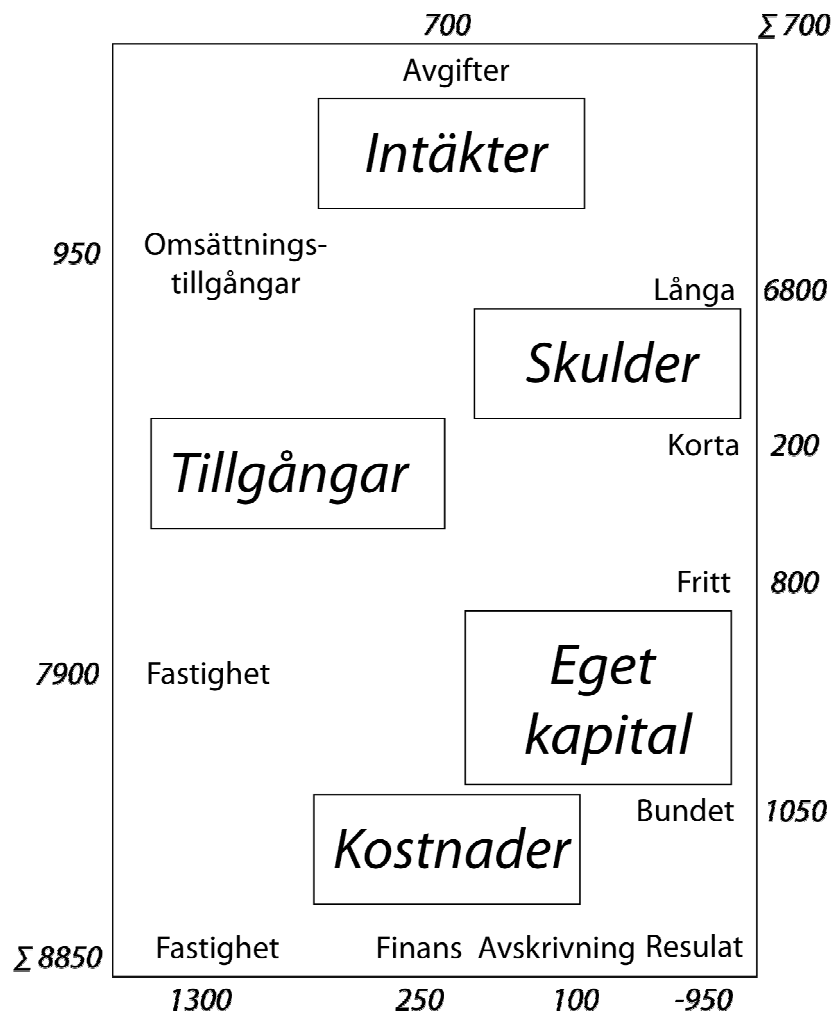 700
∑ 700
Avgifter
Intäkter
950
Omsättnings-
tillgångar
Långa
6800
Skulder
Korta
200
Tillgångar
Fritt
800
7900
Fastighet
Eget
kapital
Bundet
1050
Kostnader
∑ 8850
Fastighet
Finans
Avskrivning
Resulat
1300
250
100
-950